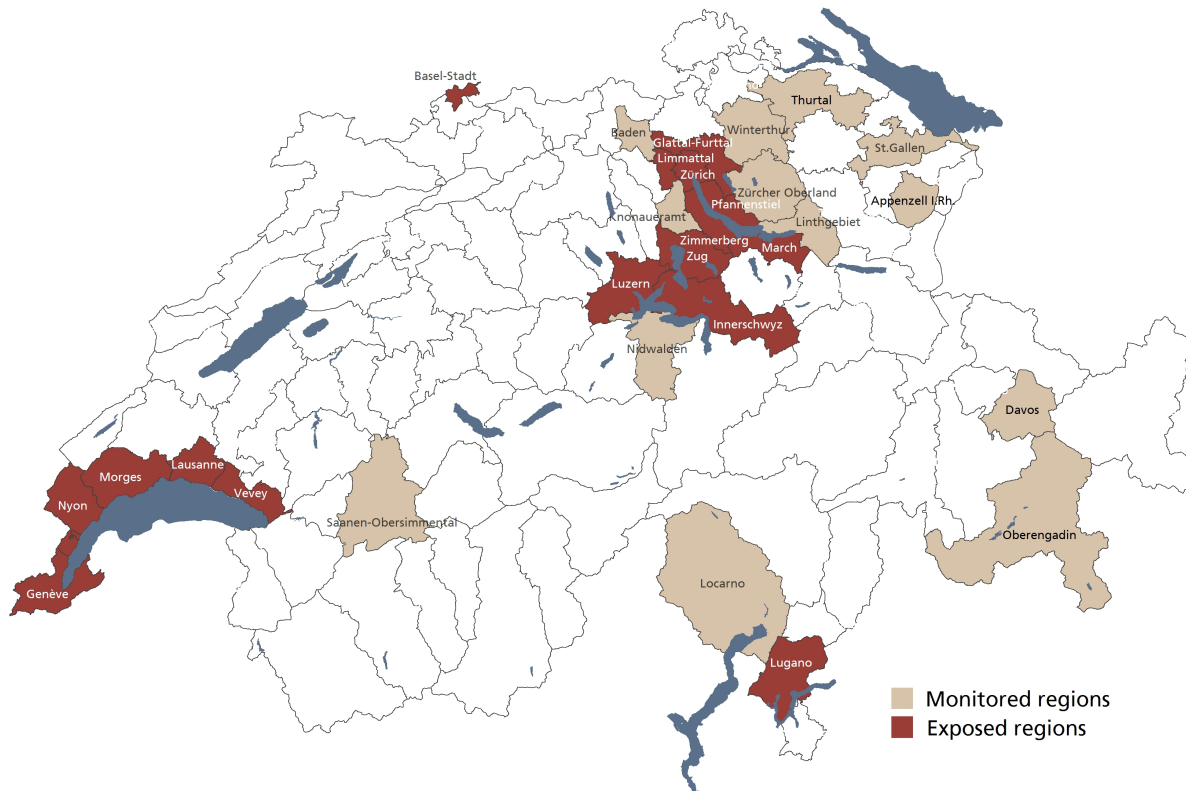 Basel-Stadt
Thurtal
Baden
Winterthur
Glattal-Furttal
St.Gallen
Limmattal
Zürich
Zürcher Oberland
Pfannenstiel
Appenzell I.Rh.
Knonaueramt
Linthgebiet
Zimmerberg
March
Zug
Luzern
Innerschwyz
Nidwalden
Davos
Lausanne
Morges
Vevey
Nyon
Saanen-Obersimmental
Oberengadin
Locarno
Genève
Lugano
Monitored regions
Exposed regions